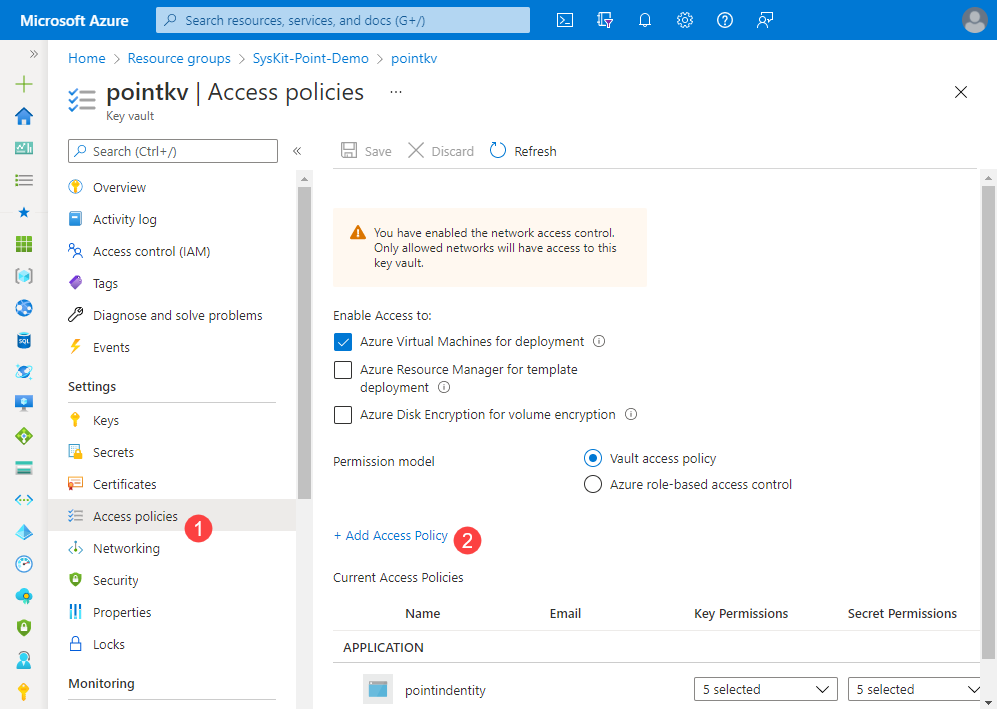 Microsoft Azure
Search resources, services, and docs (G+/)
Home > Resource groups > SysKit-Point-Demo > pointkv
pointkv | Access policies ...
Key vault
Search (Ctrl+/)
Save Discard Refresh
Overview
Activity log
Access control (IAM)
Tags
Diagnose and solve problems
Events
Settings
Keys
Secrets
Certificates
Access policies
1
Networking
Security
Properties
Locks
Monitoring
You have enabled the network access control.
Only allowed networks will have access to this
key vault.
Enable Access to:
Azure Virtual Machines for deployment
Azure Resource Manager for template
deployment
Azure Disk Encryption for volume encryption
Permission model
Vault access policy
Azure role-based access control
+ Add Access Policy
2
Current Access Policies
Name Email Key Permissions Secret Permissions
APPLICATION
pointindentity 5 selected 5 selected
SQL